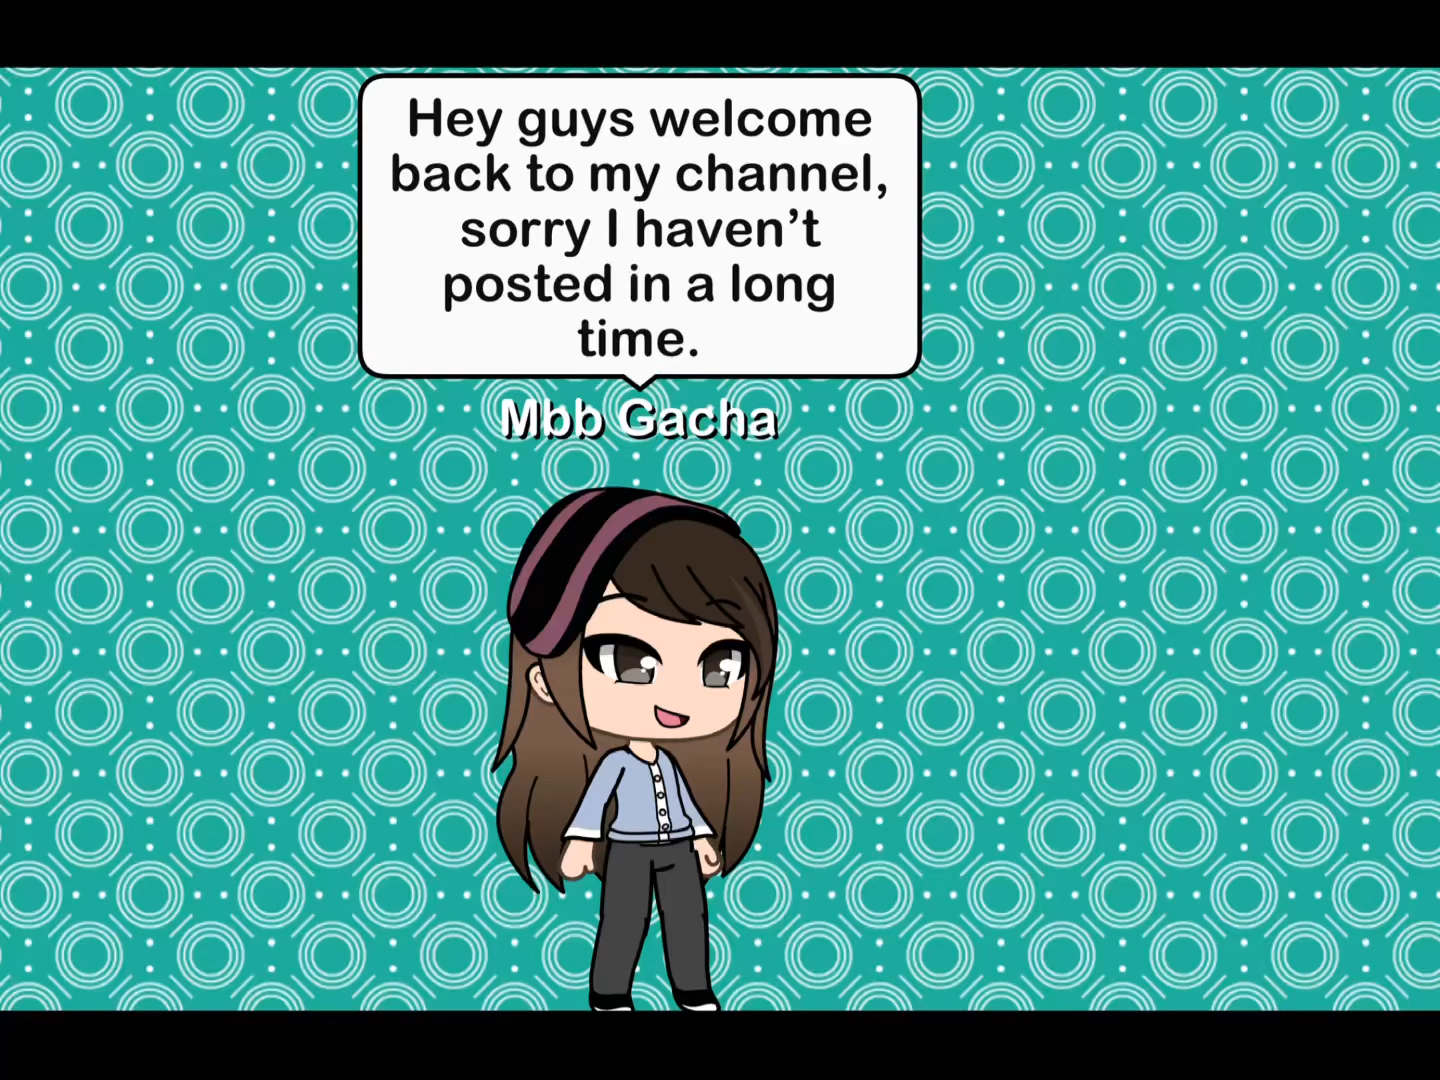 Hey guys welcome
back to my channel,
sorry I haven’t
posted in a long
time.
Mbb Gacha